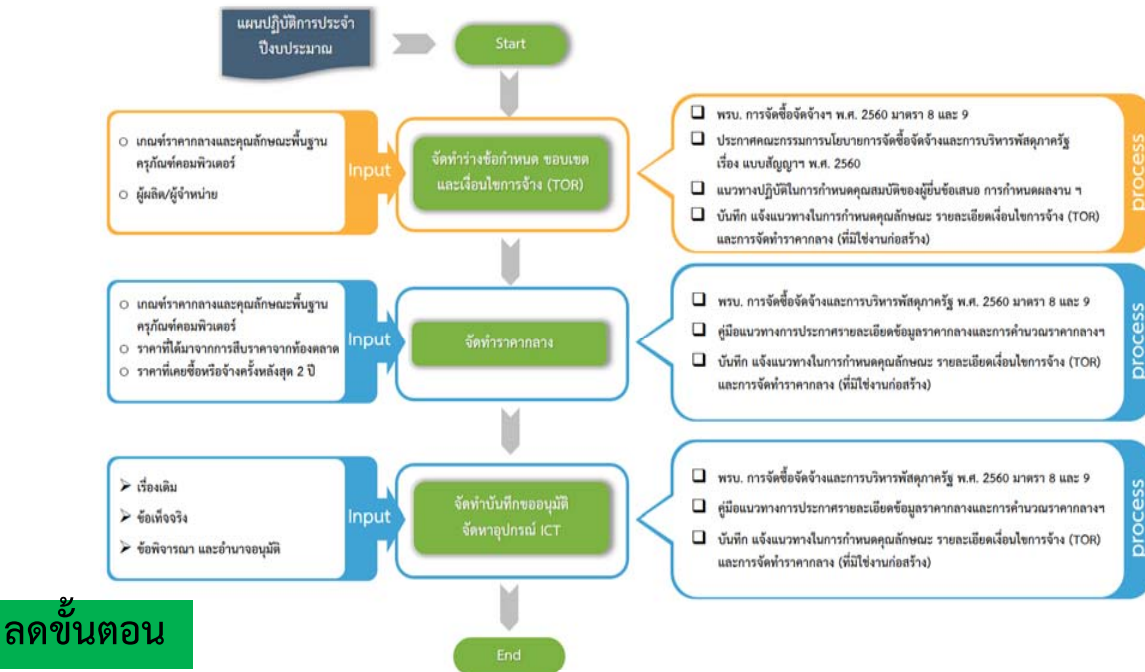 แผนปฏิบัติการประจำ
ปีงบประมาณ
Start
เกณฑ์ราคากลางและคุณลักษณะพื้นฐาน
ครุภัณฑ์คอมพิวเตอร์
ผู้ผลิต/ผู้จำหน่าย
Input
จัดทำร่างข้อกำหนด ขอบเขต
และเงื่อนไขการจ้าง (TOR)
พรบ. การจัดซื้อจัดจ้างฯ พ.ศ. 2560 มาตรา 8 และ 9
ประกาศคณะกรรมการนโยบายการจัดซื้อจัดจ้างและการบริหารพัสดุภาครัฐ
เรื่อง แบบสัญญาฯ พ.ศ. 2560
แนวทางปฏิบัติในการกำหนดคุณสมบัติของผู้ยื่นข้อเสนอ การกำหนดผลงาน ฯ
บันทึก แจ้งแนวทางในการกำหนดคุณลักษณะ รายละเอียดเงื่อนไขการจ้าง (TOR)
และการจัดทำราคากลาง (ที่มิใช่งานก่อสร้าง)
process
เกณฑ์ราคากลางและคุณลักษณะพื้นฐาน
ครุภัณฑ์คอมพิวเตอร์
ราคาที่ได้มาจากการสืบราคาจากท้องตลาด
ราคาที่เคยซื้อหรือจ้างครั้งหลังสุด 2 ปี
Input
จัดทำราคากลาง
พรบ. การจัดซื้อจัดจ้างและการบริหารพัสดุภาครัฐ พ.ศ. 2560 มาตรา 8 และ 9
คู่มือแนวทางการประกาศรายละเอียดข้อมูลราคากลางและการคำนวณราคากลางฯ
บันทึก แจ้งแนวทางในการกำหนดคุณลักษณะ รายละเอียดเงื่อนไขการจ้าง (TOR)
และการจัดทำราคากลาง (ที่มิใช่งานก่อสร้าง)
process
เรื่องเดิม
ข้อเท็จจริง
ข้อพิจารณา และอำนาจอนุมัติ
Input
จัดทำบันทึกขออนุมัติ
จัดหาอุปกรณ์ ICT
พรบ. การจัดซื้อจัดจ้างและการบริหารพัสดุภาครัฐ พ.ศ. 2560 มาตรา 8 และ 9
คู่มือแนวทางการประกาศรายละเอียดข้อมูลราคากลางและการคำนวณราคากลางฯ
บันทึก แจ้งแนวทางในการกำหนดคุณลักษณะ รายละเอียดเงื่อนไขการจ้าง (TOR)
และการจัดทำราคากลาง (ที่มิใช่งานก่อสร้าง)
process
ลดขั้นตอน
End